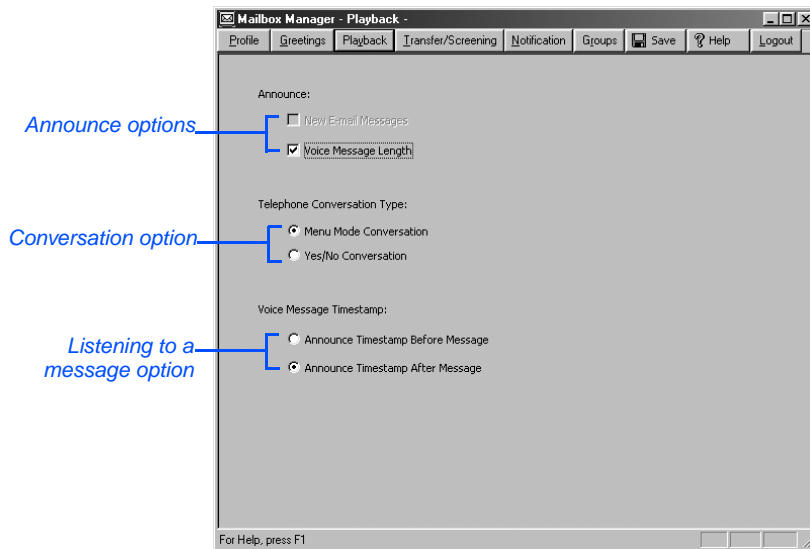 Mailbox Manager - Playback -
Profile Greetings Playback Transfer/Screening Notification Groups Save Help Logout
Announce:
Announce options
New E-mail Messages
Voice Message Length
Telephone Conversation Type:
Conversation option
Menu Mode Conversation
Yes/No Conversation
Voice Message Timestamp:
Listening to a
message option
Announce Timestamp Before Message
Announce Timestamp After Message
For Help, press F1